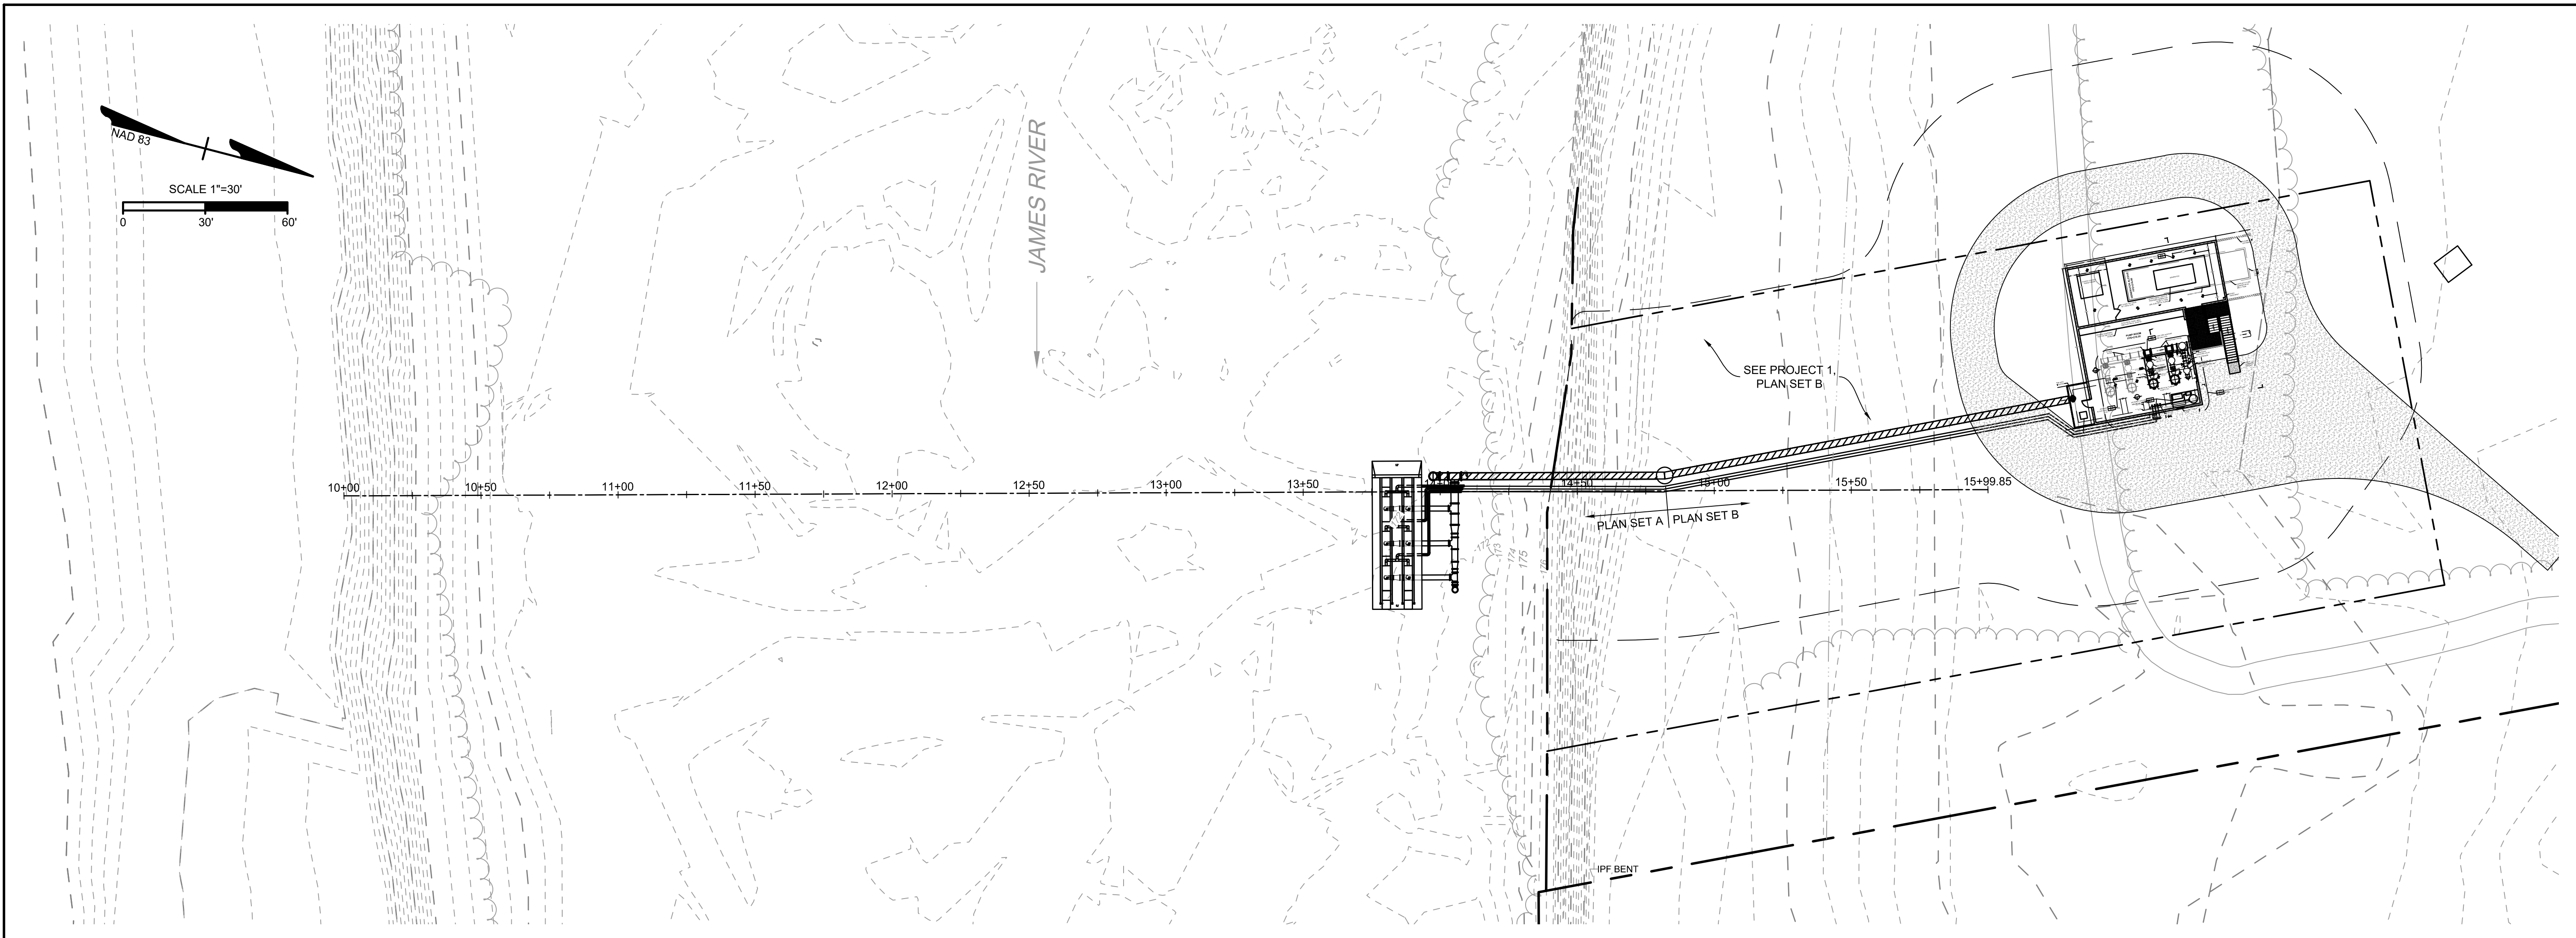 NAD 83
SCALE 1"=30'
0 30' 60'
JAMES RIVER
SEE PROJECT 1,
PLAN SET B
10+00 10+50 11+00 11+50 12+00 12+50 13+00 13+50 14+50 15+00 15+50 15+99.85
PLAN SET A PLAN SET B
173
174
175
IPF BENT